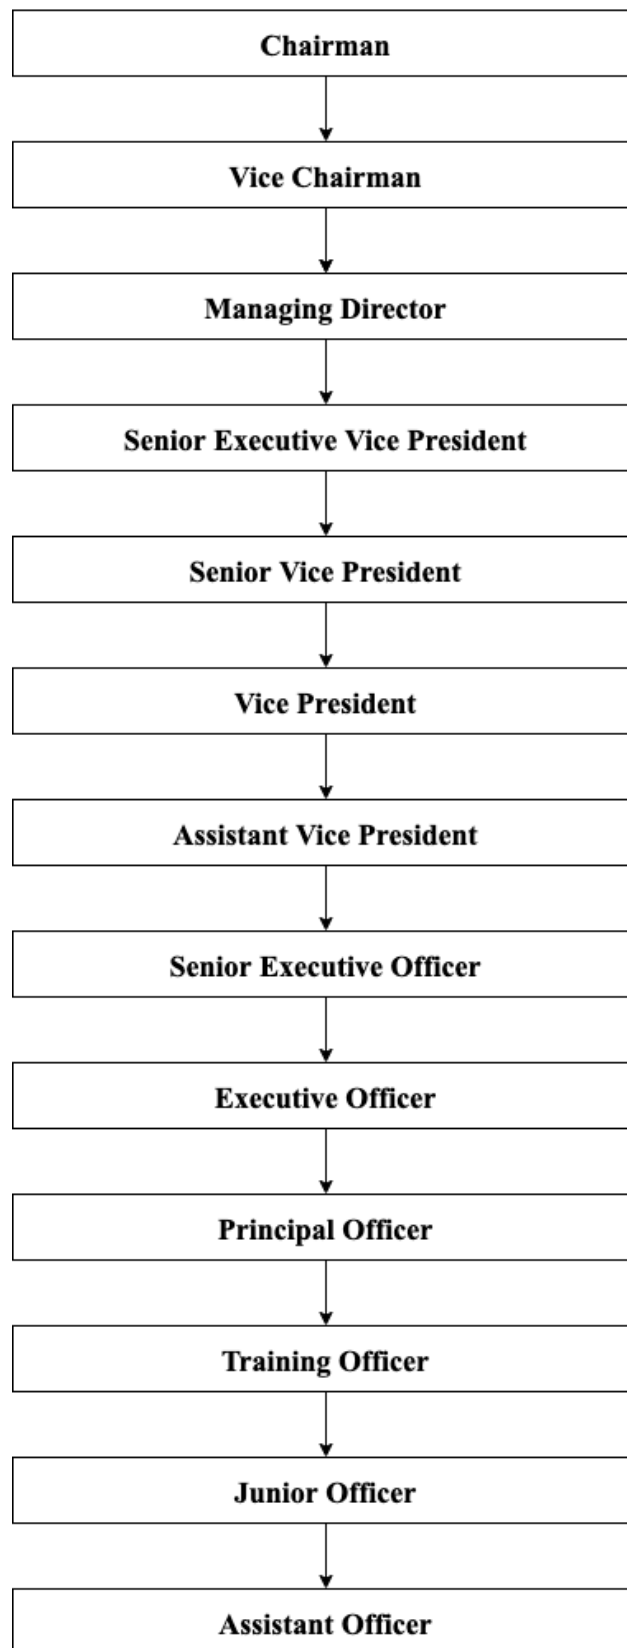 Chairman
Vice Chairman
Managing Director
Senior Executive Vice President
Senior Vice President
Vice President
Assistant Vice President
Senior Executive Officer
Executive Officer
Principal Officer
Training Officer
Junior Officer
Assistant Officer